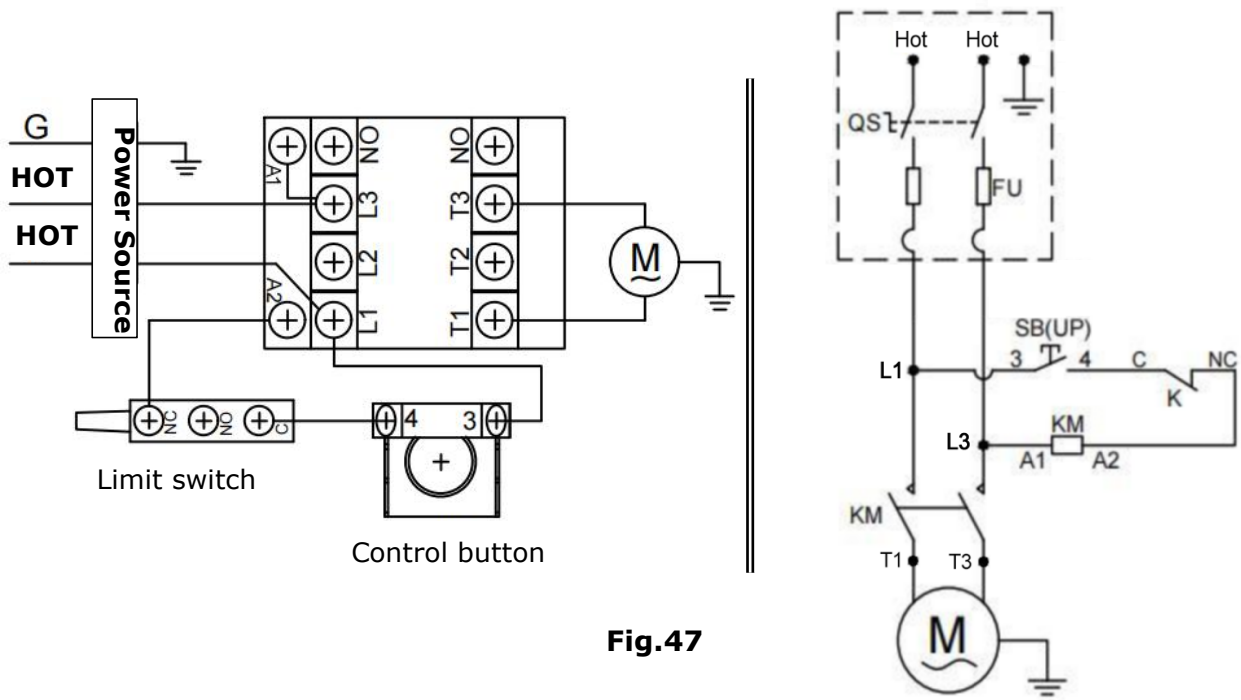 G
HOT
HOT
Power Source
A1
NO
L3
L2
L1
A2
NO
T3
T2
T1
M
NC
NO
C
Limit switch
4 3
Control button
Fig.47
Hot Hot
QS
FU
SB(UP)
L1 3 4 C NC
K
KM
L3
A1 A2
KM
T1 T3
M